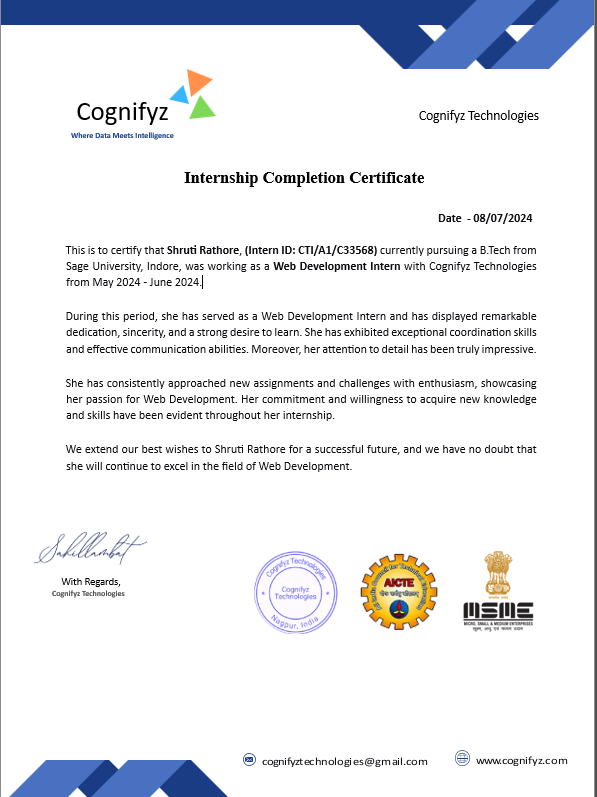 Cognifyz
Where Data Meets Intelligence
Cognifyz Technologies
Internship Completion Certificate
Date - 08/07/2024
This is to certify that Shruti Rathore, (Intern ID: CTI/A1/C33568) currently pursuing a B.Tech from
Sage University, Indore, was working as a Web Development Intern with Cognifyz Technologies
from May 2024 - June 2024.
During this period, she has served as a Web Development Intern and has displayed remarkable
dedication, sincerity, and a strong desire to learn. She has exhibited exceptional coordination skills
and effective communication abilities. Moreover, her attention to detail has been truly impressive.
She has consistently approached new assignments and challenges with enthusiasm, showcasing
her passion for Web Development. Her commitment and willingness to acquire new knowledge
and skills have been evident throughout her internship.
We extend our best wishes to Shruti Rathore for a successful future, and we have no doubt that
she will continue to excel in the field of Web Development.
With Regards,
Cognifyz Technologies
Cognifyz Technologies
Cognifyz
Technologies
Nagpur, India
AICTE
MSME
MICRO, SMALL & MEDIUM ENTERPRISES
सूक्ष्म, लघु एवं मध्यम उद्यम
cognifyztechnologies@gmail.com
www.cognifyz.com